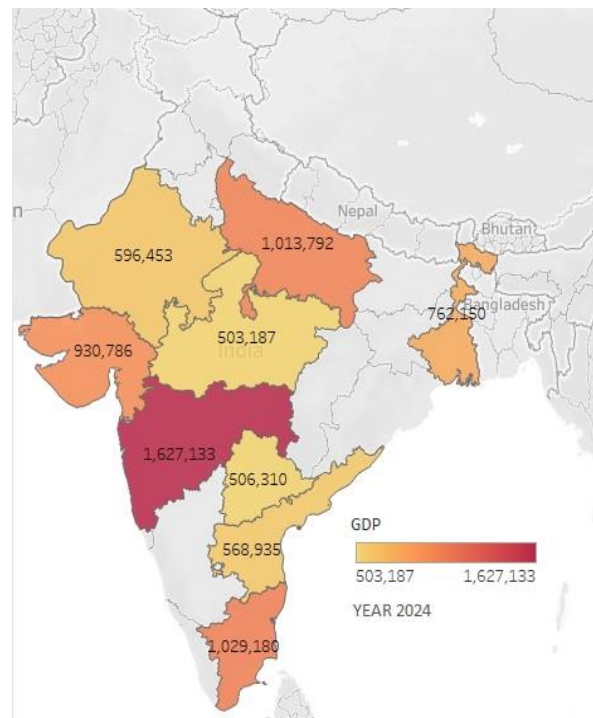 Nepal
Bhutan
1,013,792
596,453
n
762,150
Bangladesh
503,187
India
930,786
1,627,133
506,310
568,935
1,029,180
GDP
503,187 1,627,133
YEAR 2024